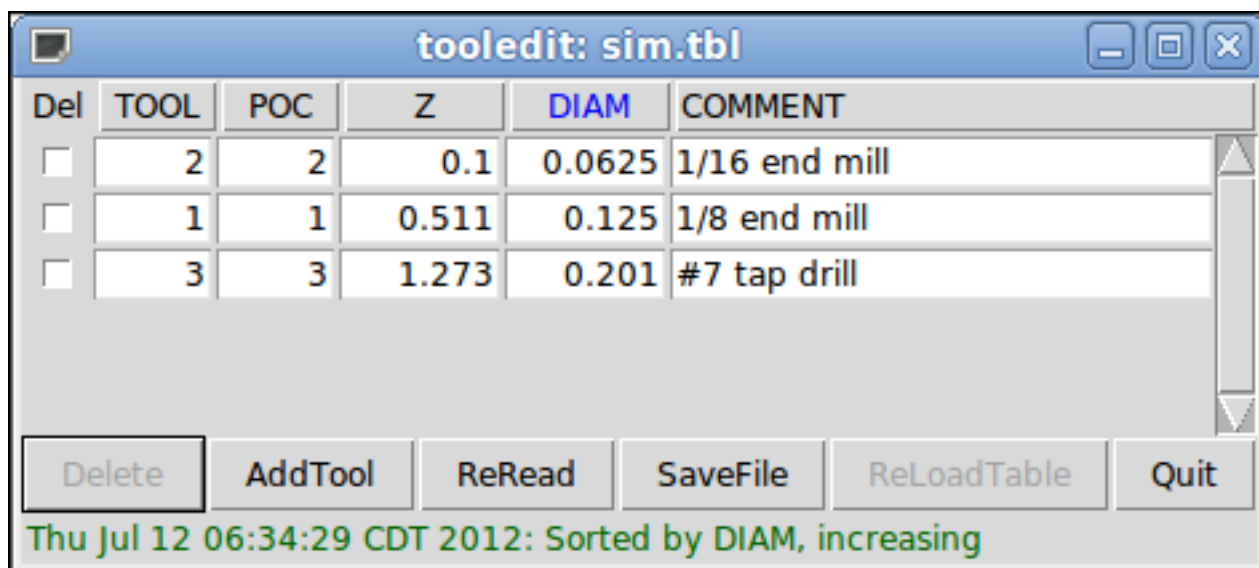 tooledit: sim.tbl
Del TOOL POC Z DIAM COMMENT
2 2 0.1 0.0625 1/16 end mill
1 1 0.511 0.125 1/8 end mill
3 3 1.273 0.201 #7 tap drill
Delete AddTool ReRead SaveFile ReLoadTable Quit
Thu Jul 12 06:34:29 CDT 2012: Sorted by DIAM, increasing